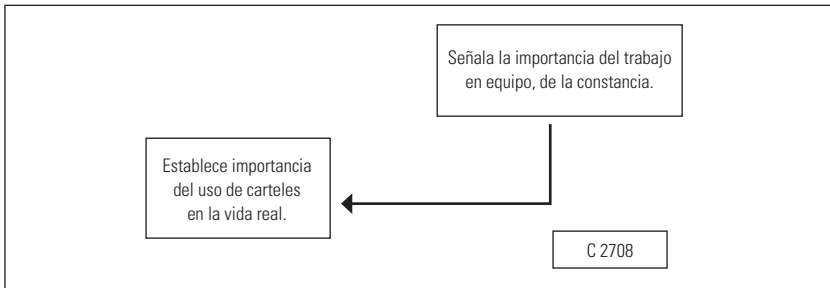 Señala la importancia del trabajo
en equipo, de la constancia.
Establece importancia
del uso de carteles
en la vida real.
C 2708